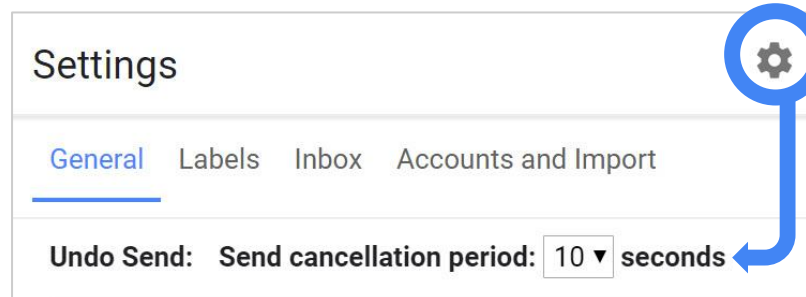 Settings
General Labels Inbox Accounts and Import
Undo Send: Send cancellation period: 10 seconds